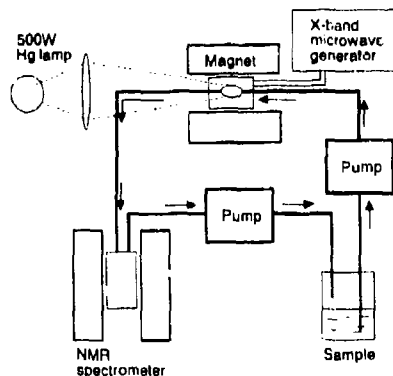 500W
Hg lamp
Magnet
X-band
microwave
generator
Pump
Pump
NMR
spectrometer
Sample